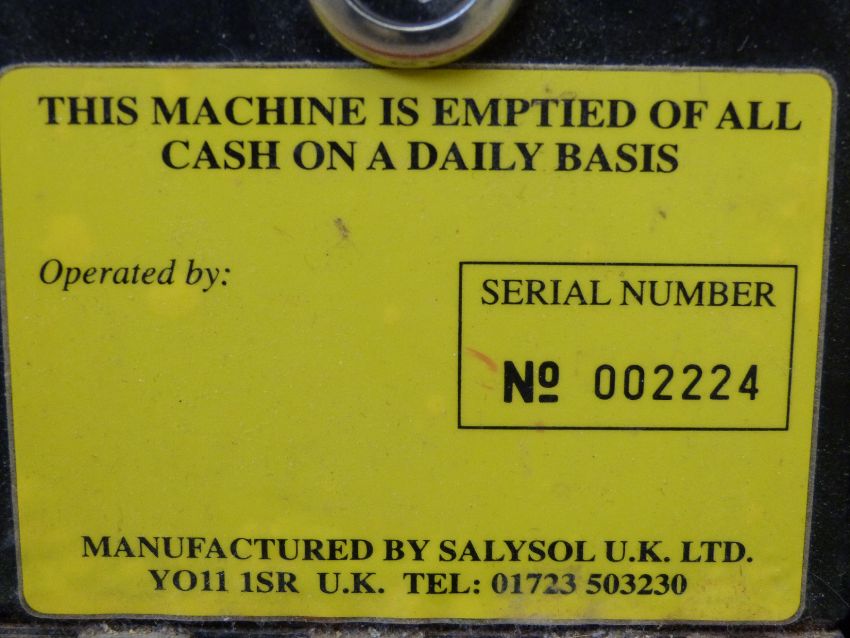 THIS MACHINE IS EMPTIED OF ALL
CASH ON A DAILY BASIS
Operated by:
SERIAL NUMBER
Nº 002224
MANUFACTURED BY SALYSOL U.K. LTD.
YO11 1SR U.K. TEL: 01723 503230